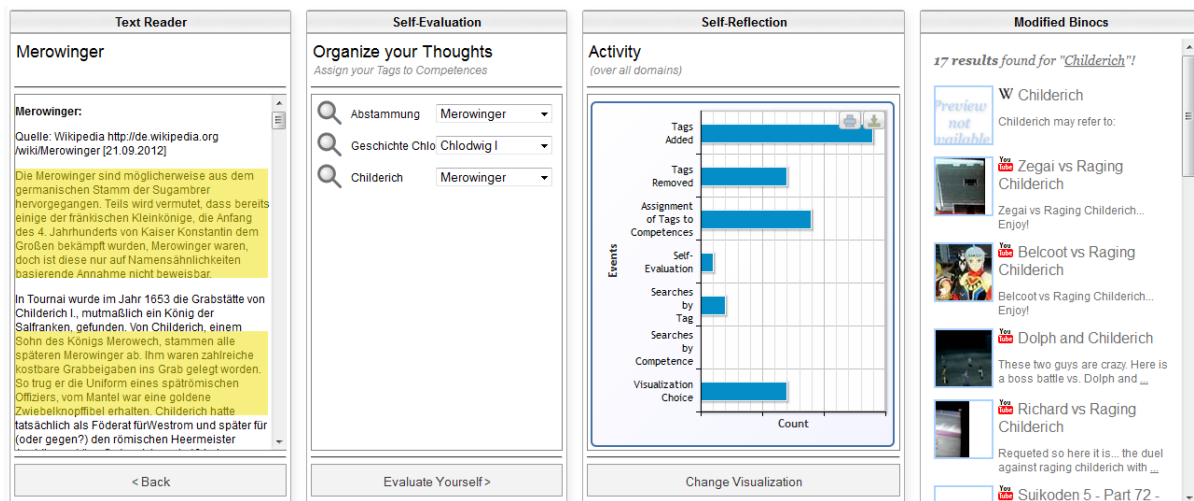 Text Reader
Merowinger
Merowinger:
Quelle: Wikipedia http://de.wikipedia.org
/wiki/Merowinger [21.09.2012]
Die Merowinger sind möglicherweise aus dem
germanischen Stamm der Sugambrer
hervorgegangen. Teils wird vermutet, dass bereits
einige der fränkischen Kleinkönige, die Anfang
des 4. Jahrhunderts von Kaiser Konstantin dem
Großen bekämpft wurden, Merowinger waren,
doch ist diese nur auf Namensähnlichkeiten
basierende Annahme nicht beweisbar.
In Tournai wurde im Jahr 1653 die Grabstätte von
Childerich I., mutmaßlich ein König der
Salfranken, gefunden. Von Childerich, einem
Sohn des Königs Merowech, stammen alle
späteren Merowinger ab. Ihm waren zahlreiche
kostbare Grabbeigaben ins Grab gelegt worden.
So trug er die Uniform eines spätrömischen
Offiziers, vom Mantel war eine goldene
Zwiebelknopffibel erhalten. Childerich hatte
tatsächlich als Föderat fürWestrom und später für
(oder gegen?) den römischen Heermeister
< Back
Self-Evaluation
Organize your Thoughts
Assign your Tags to Competences
Abstammung Merowinger
Geschichte Chlo Chlodwig I
Childerich Merowinger
Evaluate Yourself >
Self-Reflection
Activity
(over all domains)
Events
Tags
Added
Tags
Removed
Assignment
of Tags to
Competences
Self-
Evaluation
Searches
by
Tag
Searches
by
Competence
Visualization
Choice
Count
Change Visualization
Modified Binocs
17 results found for "Childerich"!
Preview
not
available
W Childerich
Childerich may refer to:
You Tube Zegai vs Raging
Childerich
Zegai vs Raging Childerich...
Enjoy!
You Tube Belcoot vs Raging
Childerich
Belcoot vs Raging Childerich...
Enjoy!
You Tube Dolph and Childerich
These two guys are crazy. Here is
a boss battle vs. Dolph and ...
You Tube Richard vs Raging
Childerich
Requeted so here it is... the duel
against raging childerich with ...
You Tube Suikoden 5 - Part 72 -